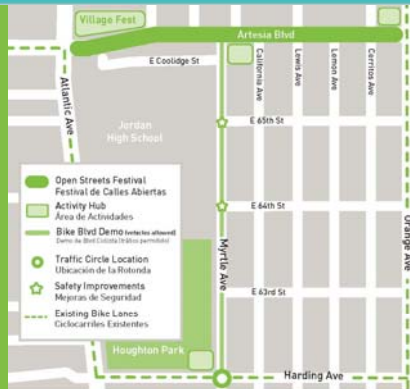 Village Fest
Artesia Blvd
E Coolidge St
Atlantic Ave
California Ave
Lewis Ave
Lemon Ave
Cerritos Ave
Jordan
High School
E 65th St
Open Streets Festival
Festival de Calles Abiertas
Activity Hub
Área de Actividades
Bike Blvd Demo (vehicles allowed)
Demo de Blvd Ciclista (tráfico permitido)
Traffic Circle Location
Ubicación de la Rotonda
Safety Improvements
Mejoras de Seguridad
Existing Bike Lanes
Ciclocarriles Existentes
E 64th St
Myrtle Ave
Orange Ave
E 63rd St
Houghton Park
Harding Ave